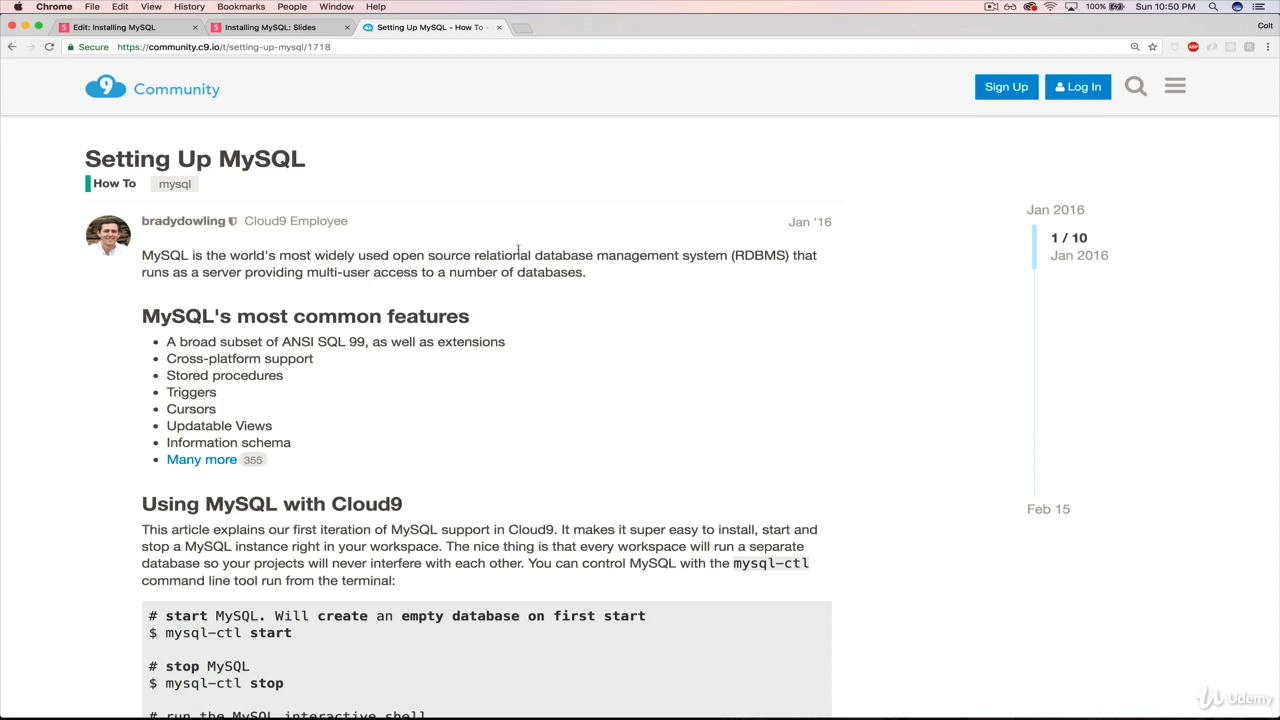 Chrome File Edit View History Bookmarks People Window Help 100% Sun 10:50 PM
Edit: Installing MySQL Installing MySQL: Slides Setting Up MySQL - How To - Colt
Secure https://community.c9.io/t/setting-up-mysql/1718 ABP
9 Community Sign Up Log In
Setting Up MySQL
How To mysql
Jan 2016
bradydowling Cloud9 Employee Jan '16
1 / 10
Jan 2016
MySQL is the world's most widely used open source relational database management system (RDBMS) that
runs as a server providing multi-user access to a number of databases.
MySQL's most common features
• A broad subset of ANSI SQL 99, as well as extensions
• Cross-platform support
• Stored procedures
• Triggers
• Cursors
• Updatable Views
• Information schema
• Many more 355
Using MySQL with Cloud9
Feb 15
This article explains our first iteration of MySQL support in Cloud9. It makes it super easy to install, start and
stop a MySQL instance right in your workspace. The nice thing is that every workspace will run a separate
database so your projects will never interfere with each other. You can control MySQL with the mysql-ctl
command line tool run from the terminal:
# start MySQL. Will create an empty database on first start
$ mysql-ctl start
# stop MySQL
$ mysql-ctl stop
# run the MySQL interactive shell
Udemy